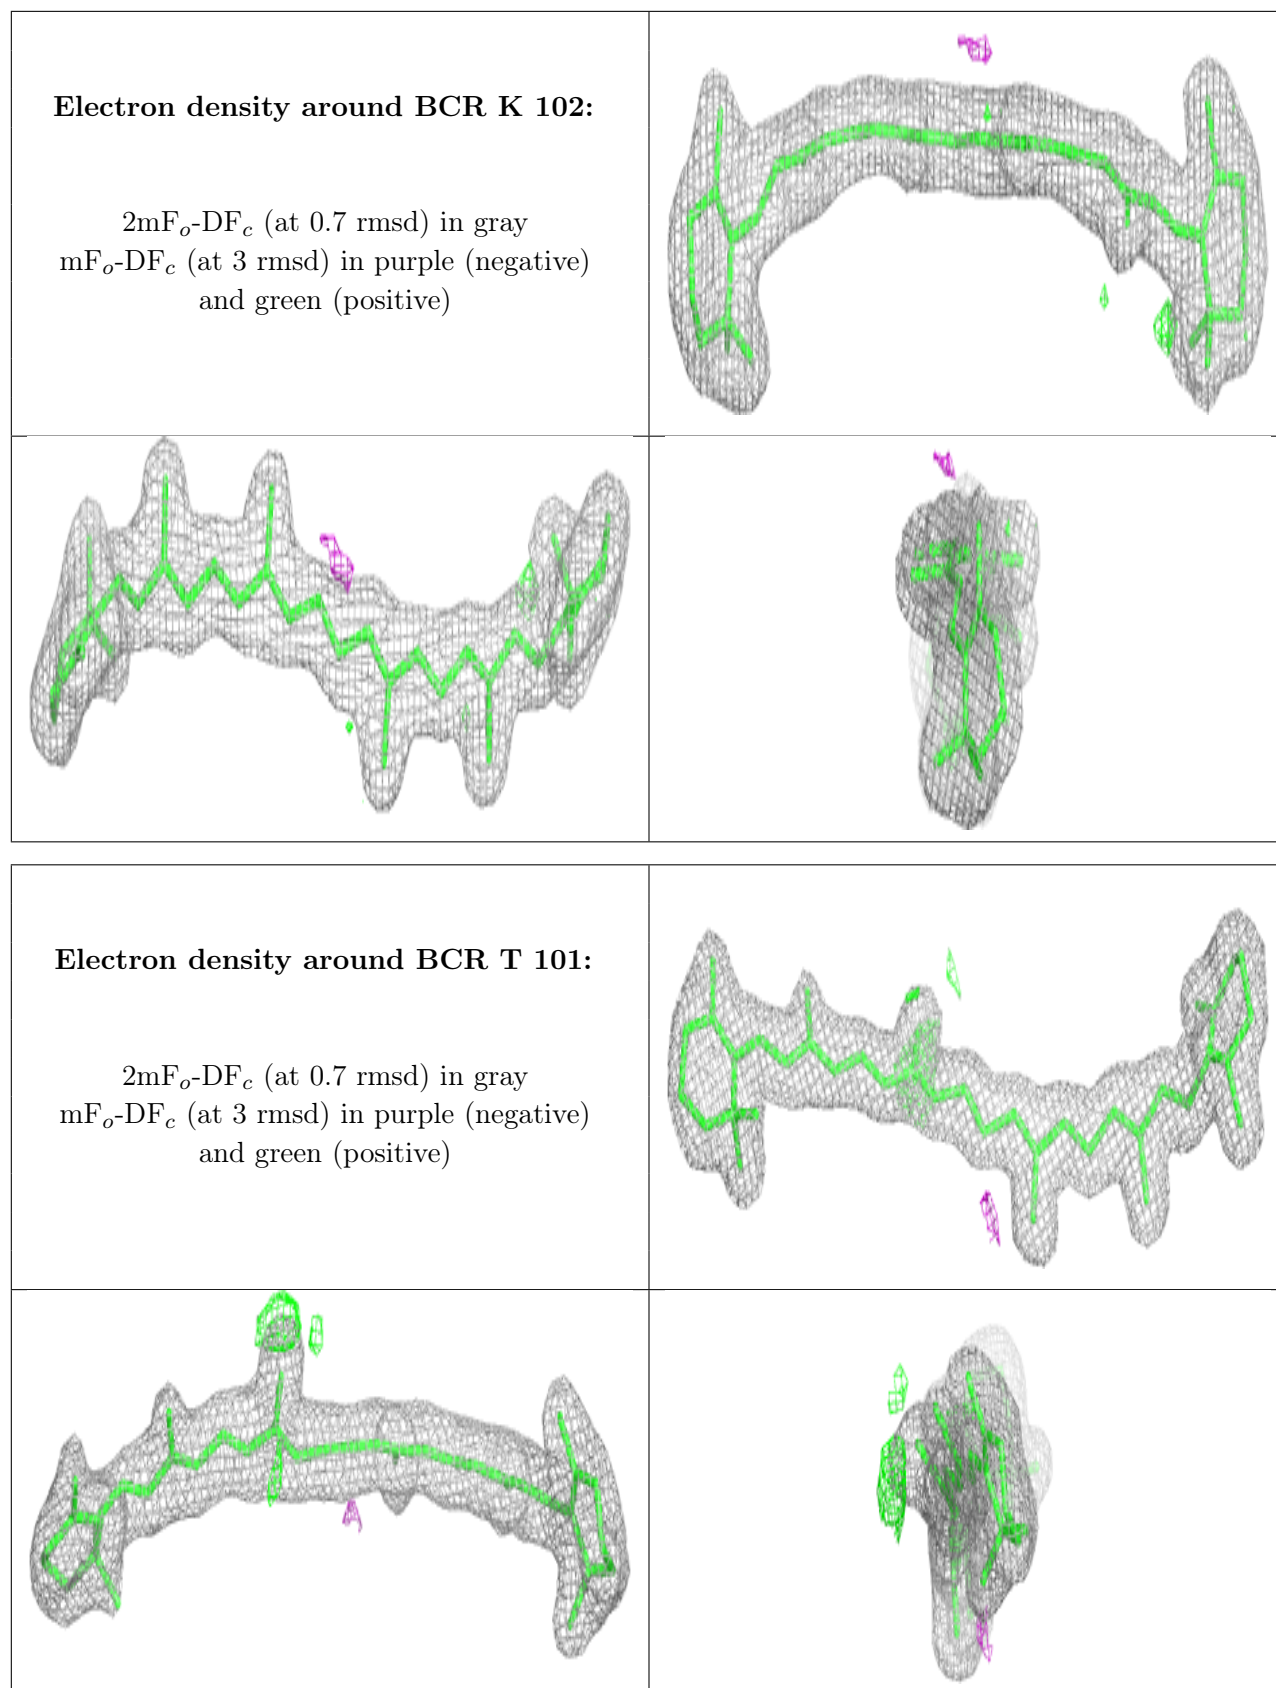 Electron density around BCR K 102:
2mFo-DFc (at 0.7 rmsd) in gray
mFo-DFc (at 3 rmsd) in purple (negative)
and green (positive)
Electron density around BCR T 101:
2mFo-DFc (at 0.7 rmsd) in gray
mFo-DFc (at 3 rmsd) in purple (negative)
and green (positive)